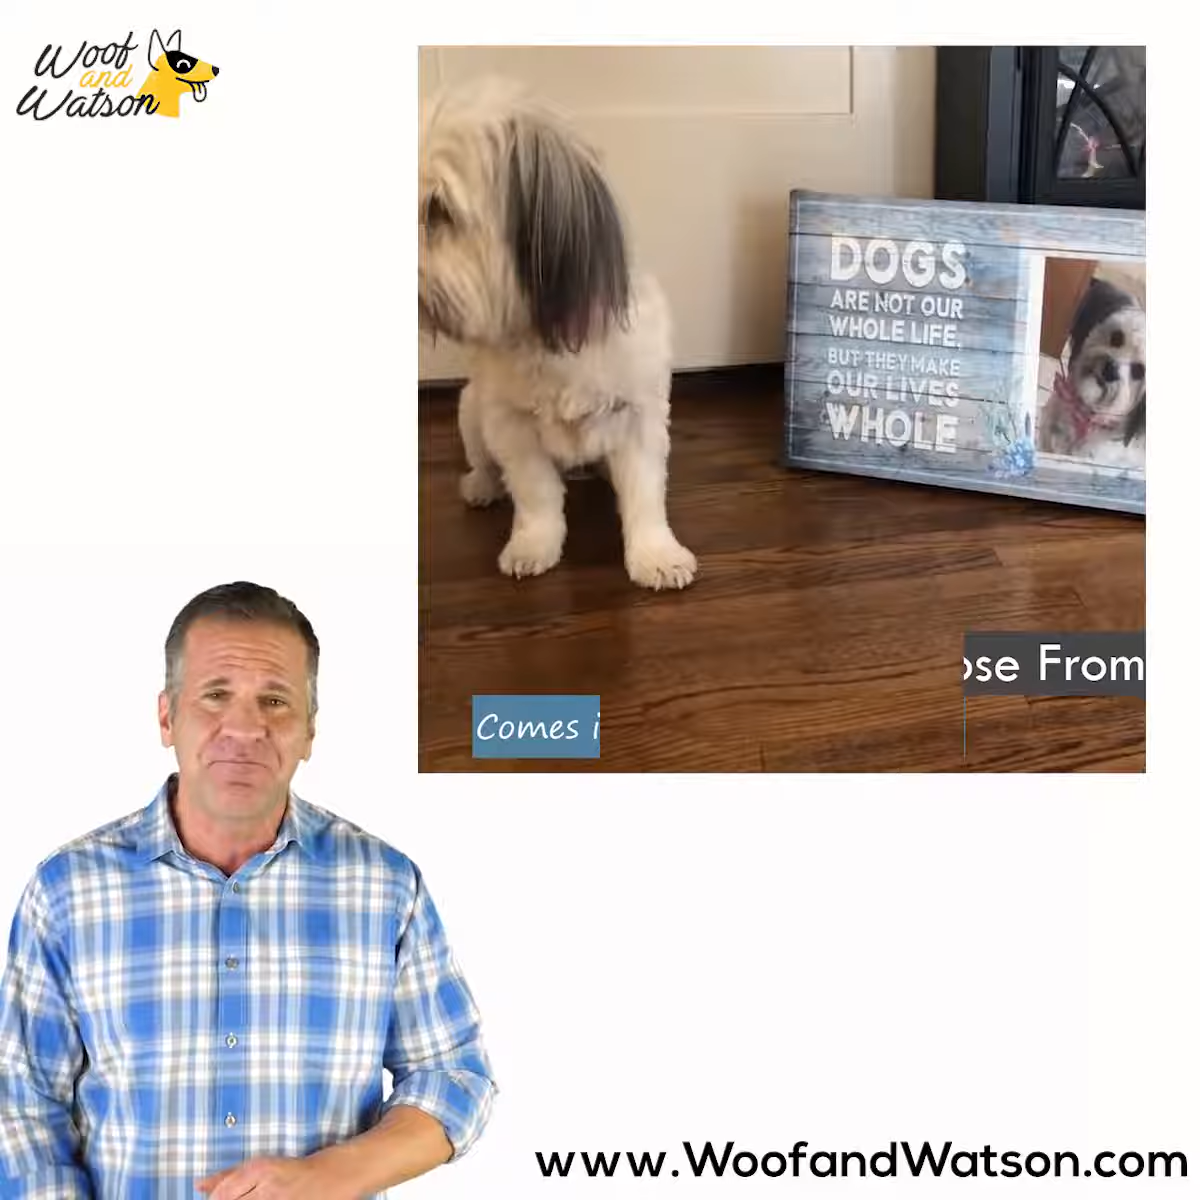 Woof
and
Watson
DOGS
ARE NOT OUR
WHOLE LIFE.
BUT THEY MAKE
OUR LIVES
WHOLE
From
Comes
www.WoofandWatson.com